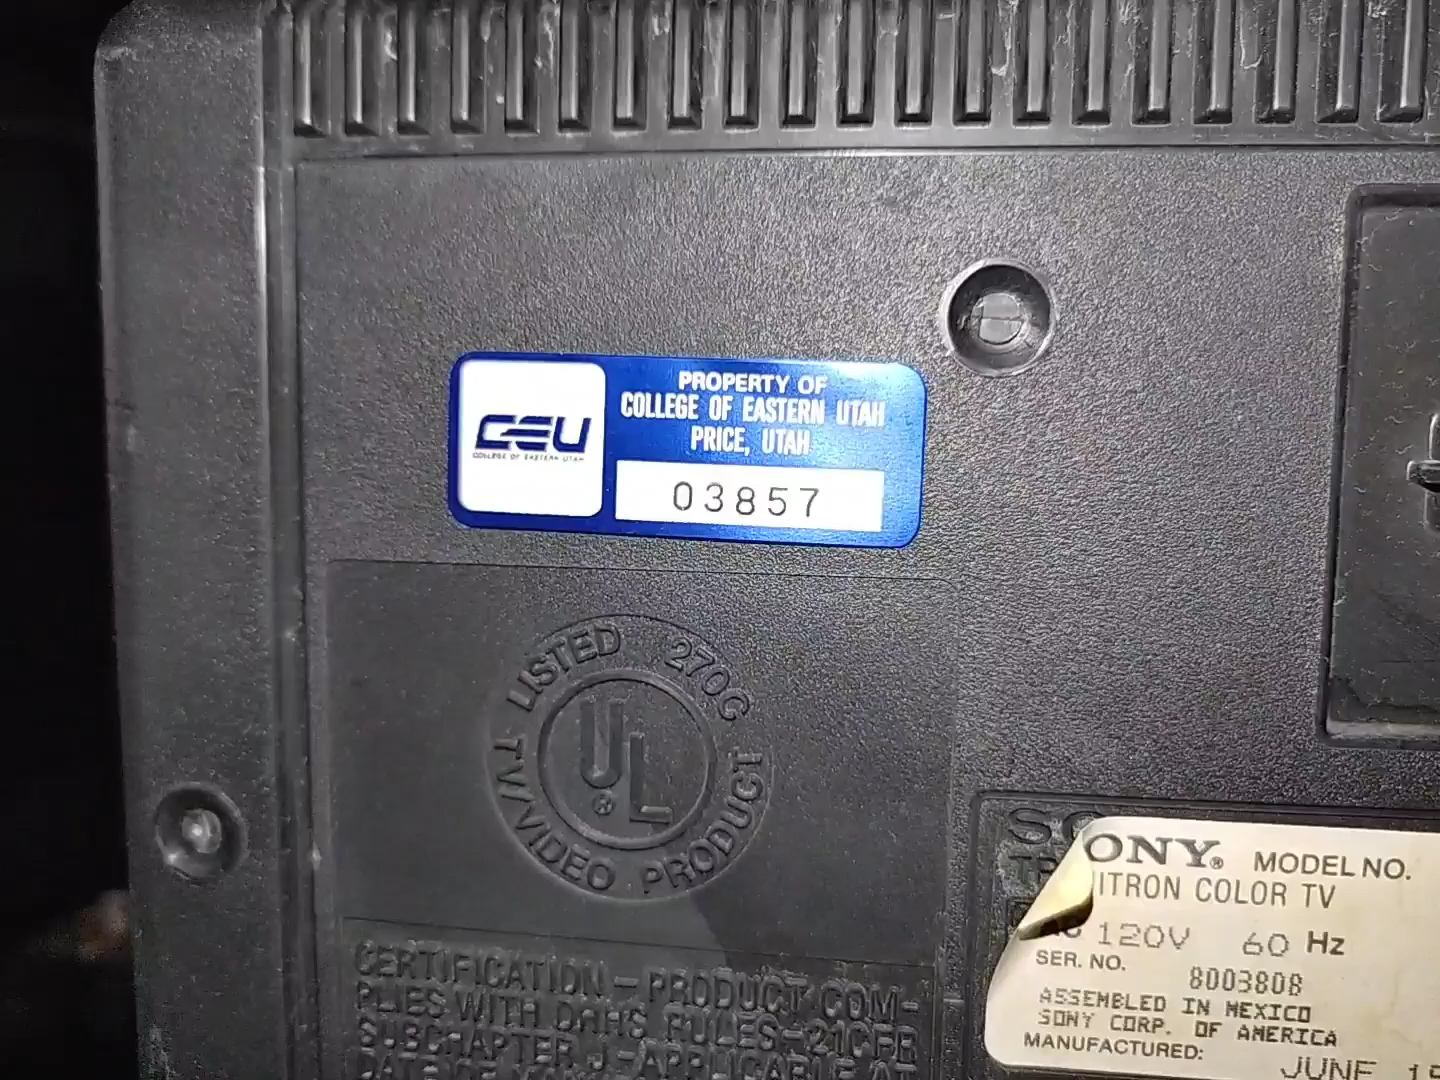 CEU
COLLEGE OF EASTERN UTAH
PROPERTY OF
COLLEGE OF EASTERN UTAH
PRICE, UTAH
03857
LISTED 270C
UL®
TV/VIDEO PRODUCT
CERTIFICATION – PRODUCT COM-
PLIES WITH DHHS RULES-21CFR
SUBCHAPTER J-APPLICABLE AT
SONY® MODEL NO.
COLOR TV
120V 60 Hz
SER. NO. 8003808
ASSEMBLED IN MEXICO
SONY CORP. OF AMERICA
MANUFACTURED:
JUNE